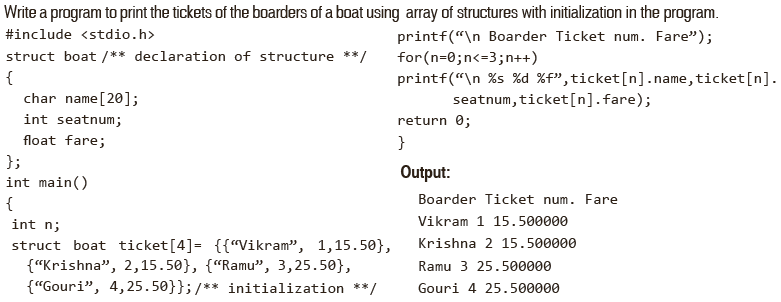 Write a program to print the tickets of the boarders of a boat using array of structures with initialization in the program.
#include <stdio.h>
struct boat /** declaration of structure **/
{
char name[20];
int seatnum;
float fare;
};
int main()
{
int n;
struct boat ticket[4]= {{“Vikram”, 1,15.50},
{“Krishna”, 2,15.50}, {“Ramu”, 3,25.50},
{“Gouri”, 4,25.50}};/** initialization **/
printf(“\n Boarder Ticket num. Fare”);
for(n=0;n<=3;n++)
printf(“\n %s %d %f”,ticket[n].name,ticket[n].
seatnum,ticket[n].fare);
return 0;
}
Output:
Boarder Ticket num. Fare
Vikram 1 15.500000
Krishna 2 15.500000
Ramu 3 25.500000
Gouri 4 25.500000